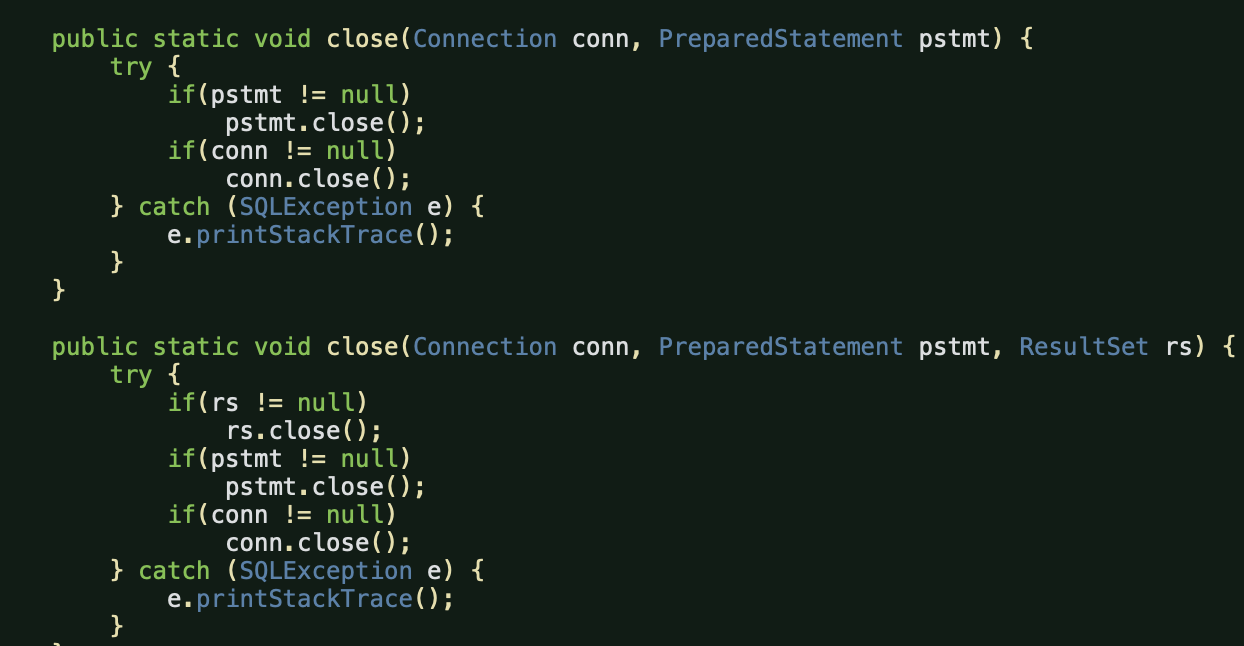 public static void close(Connection conn, PreparedStatement pstmt) {
try {
if(pstmt != null)
pstmt.close();
if(conn != null)
conn.close();
} catch (SQLException e) {
e.printStackTrace();
}
}
public static void close(Connection conn, PreparedStatement pstmt, ResultSet rs) {
try {
if(rs != null)
rs.close();
if(pstmt != null)
pstmt.close();
if(conn != null)
conn.close();
} catch (SQLException e) {
e.printStackTrace();
}
}